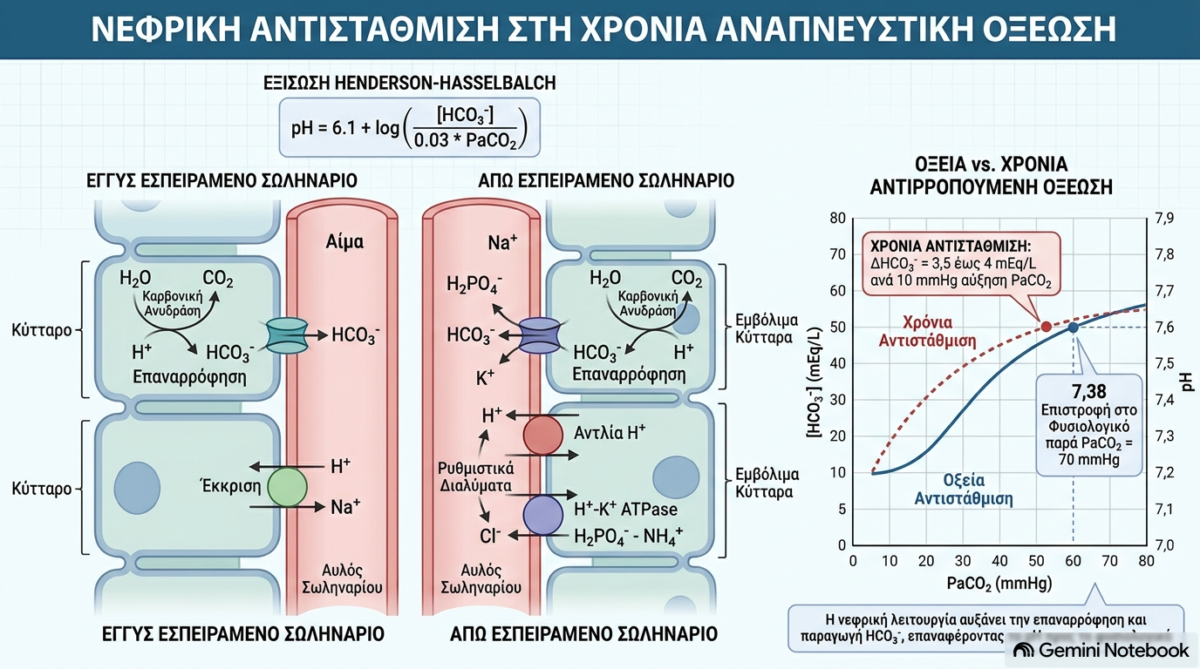 ΝΕΦΡΙΚΗ ΑΝΤΙΣΤΑΘΜΙΣΗ ΣΤΗ ΧΡΟΝΙΑ ΑΝΑΠΝΕΥΣΤΙΚΗ ΟΞΕΩΣΗ
ΕΞΙΣΩΣΗ HENDERSON-HASSELBALCH
pH = 6.1 + log([HCO₃⁻] / 0.03 * PaCO₂)
ΕΓΓΥΣ ΕΣΠΕΙΡΑΜΕΝΟ ΣΩΛΗΝΑΡΙΟ
Αίμα
Κύτταρο
H₂O
CO₂
Καρβονική
Ανυδράση
H⁺
HCO₃⁻
HCO₃⁻
Επαναρρόφηση
Κύτταρο
Έκκριση
H⁺
Na⁺
Αυλός
Σωληναρίου
ΕΓΓΥΣ ΕΣΠΕΙΡΑΜΕΝΟ ΣΩΛΗΝΑΡΙΟ
ΑΠΩ ΕΣΠΕΙΡΑΜΕΝΟ ΣΩΛΗΝΑΡΙΟ
Na⁺
H₂PO₄⁻
HCO₃⁻
K⁺
H₂O
CO₂
Καρβονική
Ανυδράση
HCO₃⁻
H⁺
Επαναρρόφηση
Εμβόλιμα
Κύτταρα
H⁺
Αντλία H⁺
Ρυθμιστικά
Διαλύματα
H⁺-K⁺ ATPase
Cl⁻
H₂PO₄⁻ - NH₄⁺
Εμβόλιμα
Κύτταρα
Αυλός
Σωληναρίου
ΑΠΩ ΕΣΠΕΙΡΑΜΕΝΟ ΣΩΛΗΝΑΡΙΟ
ΟΞΕΙΑ vs. ΧΡΟΝΙΑ
ΑΝΤΙΡΡΟΠΟΥΜΕΝΗ ΟΞΕΩΣΗ
[HCO₃⁻] (mEq/L)
80
70
60
50
40
30
20
10
5
0
ΧΡΟΝΙΑ ΑΝΤΙΣΤΑΘΜΙΣΗ:
ΔHCO₃⁻ = 3,5 έως 4 mEq/L
ανά 10 mmHg αύξηση PaCO₂
Χρόνια
Αντιστάθμιση
7,38
Επιστροφή στο
Φυσιολογικό
παρά PaCO₂ =
70 mmHg
Οξεία
Αντιστάθμιση
7,9
7,8
7,7
7,6
7,5
7,4
7,3
7,2
7,1
7,0
pH
0 10 20 30 40 50 60 70 80
PaCO₂ (mmHg)
Η νεφρική λειτουργία αυξάνει την επαναρρόφηση και
παραγωγή HCO₃⁻, επαναφέροντας
Gemini Notebook